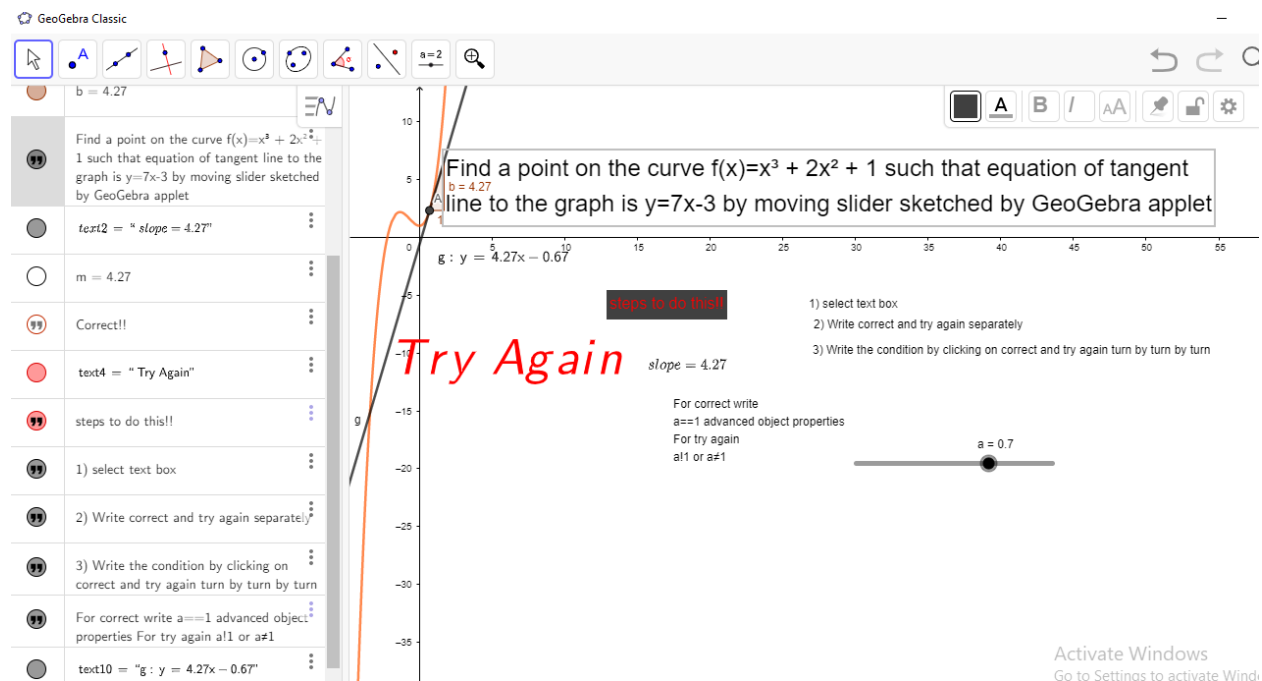 GeoGebra Classic
A
a=2
b = 4.27
Find a point on the curve f(x)=x³ + 2x² +
1 such that equation of tangent line to the
graph is y=7x-3 by moving slider sketched
by GeoGebra applet
text2 = “ slope = 4.27”
m = 4.27
Correct!!
text4 = “ Try Again”
steps to do this!!
1) select text box
2) Write correct and try again separately
3) Write the condition by clicking on
correct and try again turn by turn by turn
For correct write a==1 advanced object
properties For try again a!1 or a≠1
text10 = “g : y = 4.27x − 0.67”
A B I AA
Find a point on the curve f(x)=x³ + 2x² + 1 such that equation of tangent
b = 4.27
A
line to the graph is y=7x-3 by moving slider sketched by GeoGebra applet
1
10
5
0 5 10 15 20 25 30 35 40 45 50 55
g : y = 4.27x − 0.67
−5
−10
−15
−20
−25
−30
−35
g
steps to do this!!
1) select text box
2) Write correct and try again separately
3) Write the condition by clicking on correct and try again turn by turn by turn
Try Again
slope = 4.27
For correct write
a==1 advanced object properties
For try again
a!1 or a≠1
a = 0.7
Activate Windows
Go to Settings to activate Wind